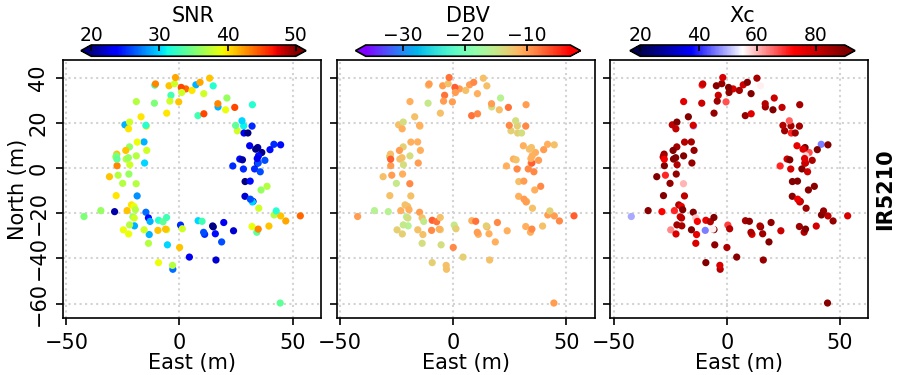 SNR DBV Xc
20 30 40 50 −30 −20 −10 20 40 60 80
40
20
0
−20
−40
−60
North (m)
−50 0 50 −50 0 50 −50 0 50
East (m) East (m) East (m)
IR5210